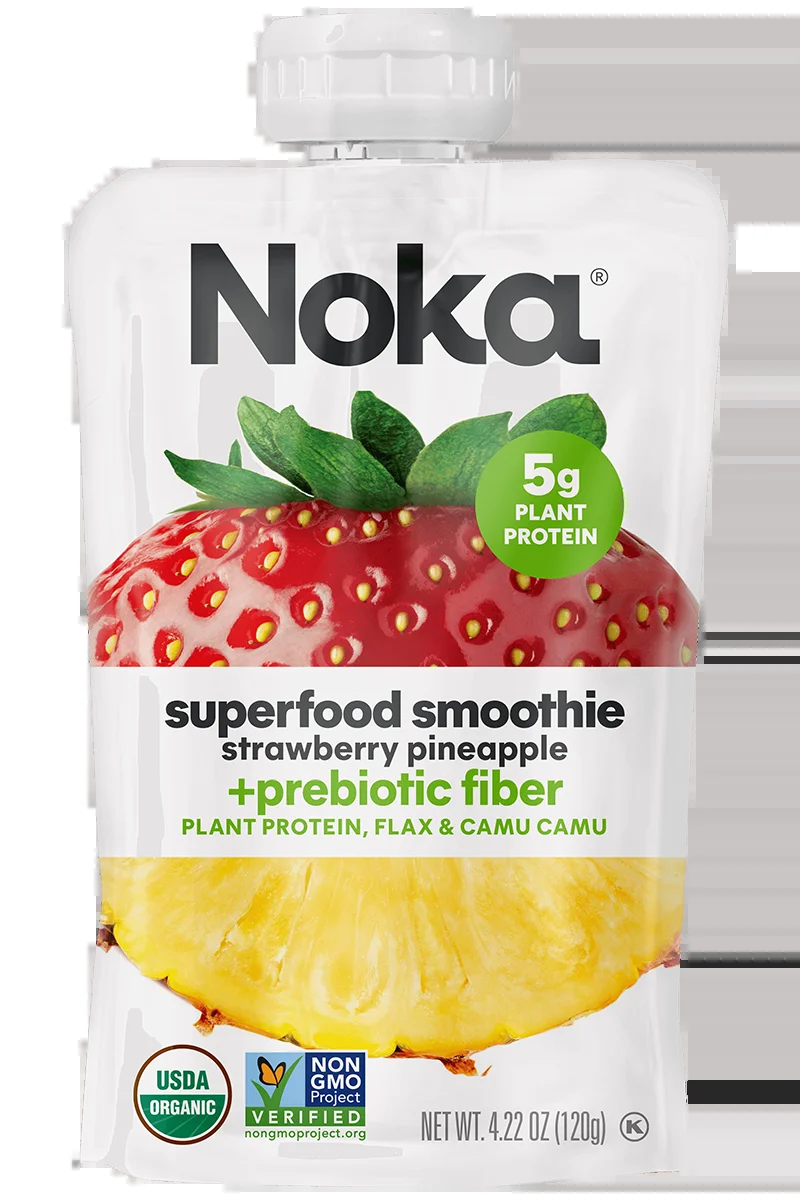 Noka®
5g
PLANT
PROTEIN
superfood smoothie
strawberry pineapple
+prebiotic fiber
PLANT PROTEIN, FLAX & CAMU CAMU
USDA
ORGANIC
NON
GMO
Project
VERIFIED
nongmoproject.org
NET WT. 4.22 OZ (120g)
K